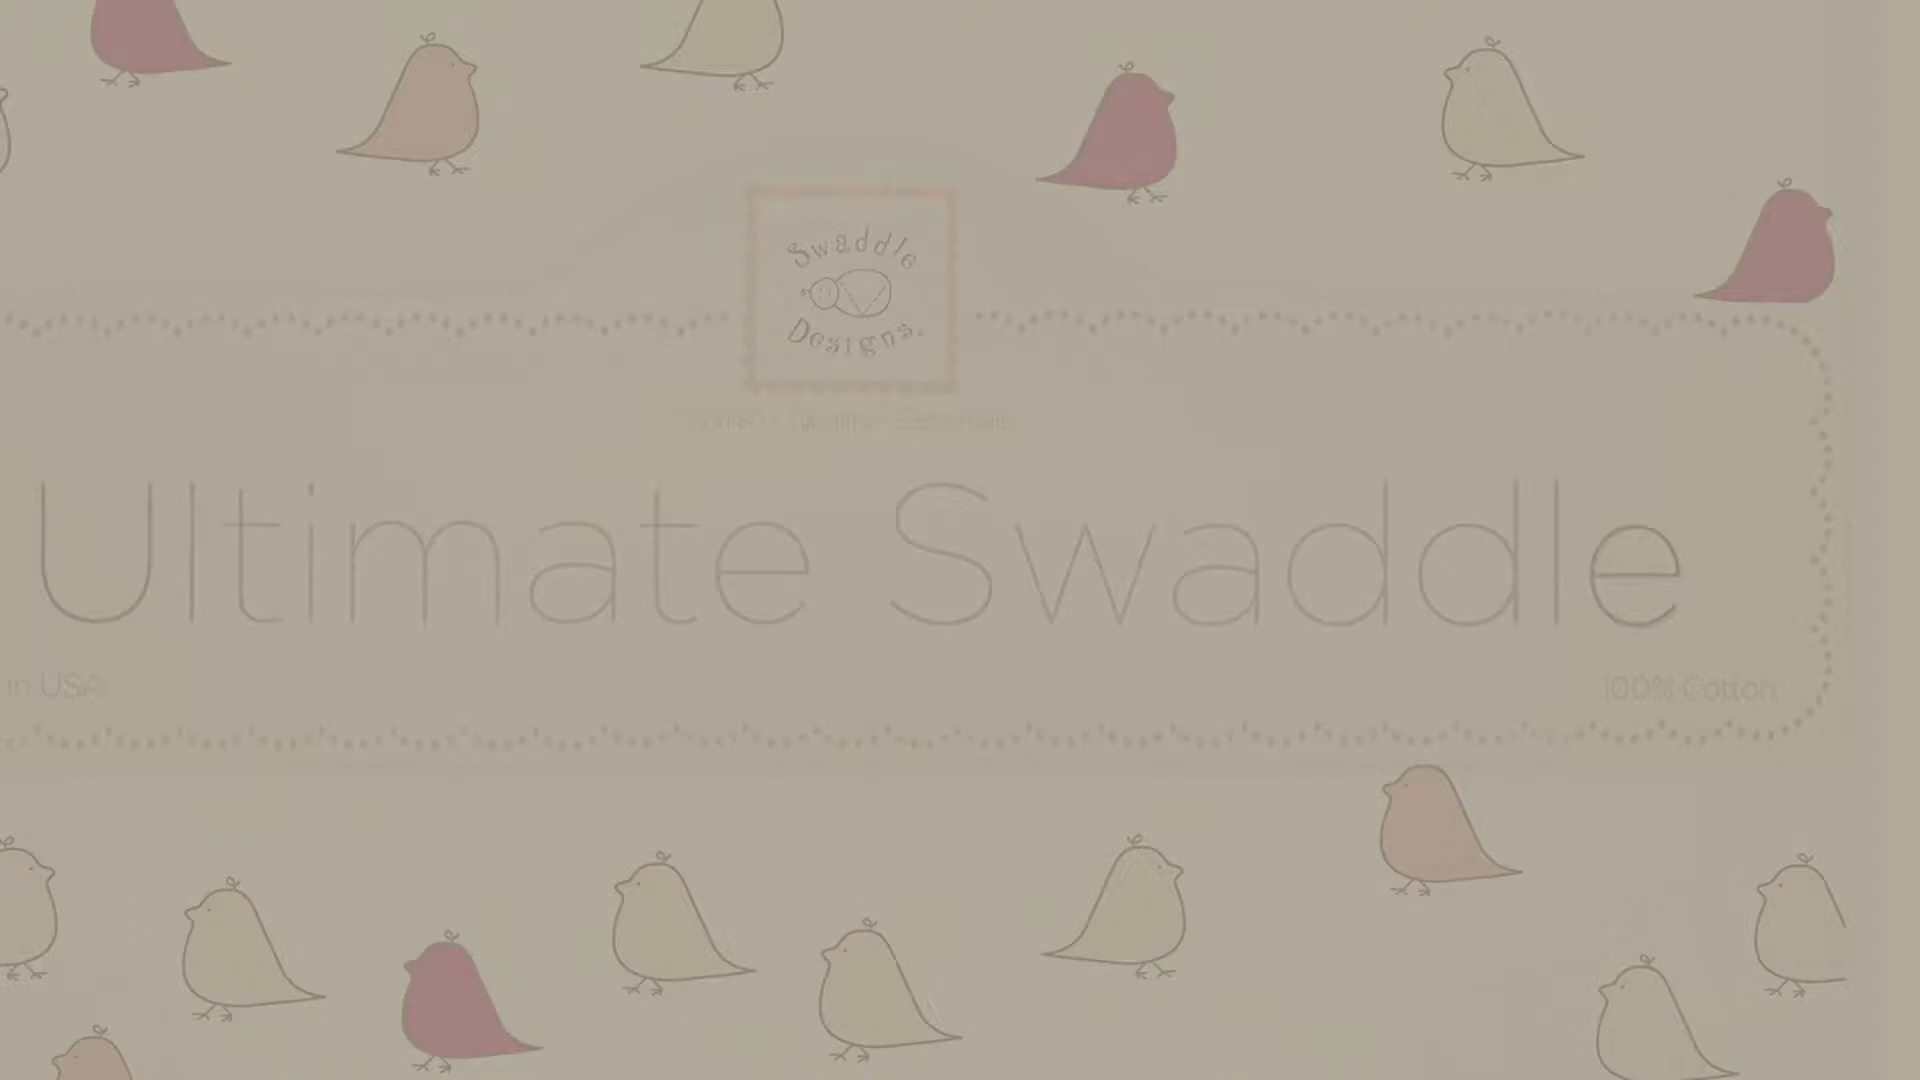 Swaddle
Designs.
Ultimate Swaddle
in USA
100% Cotton